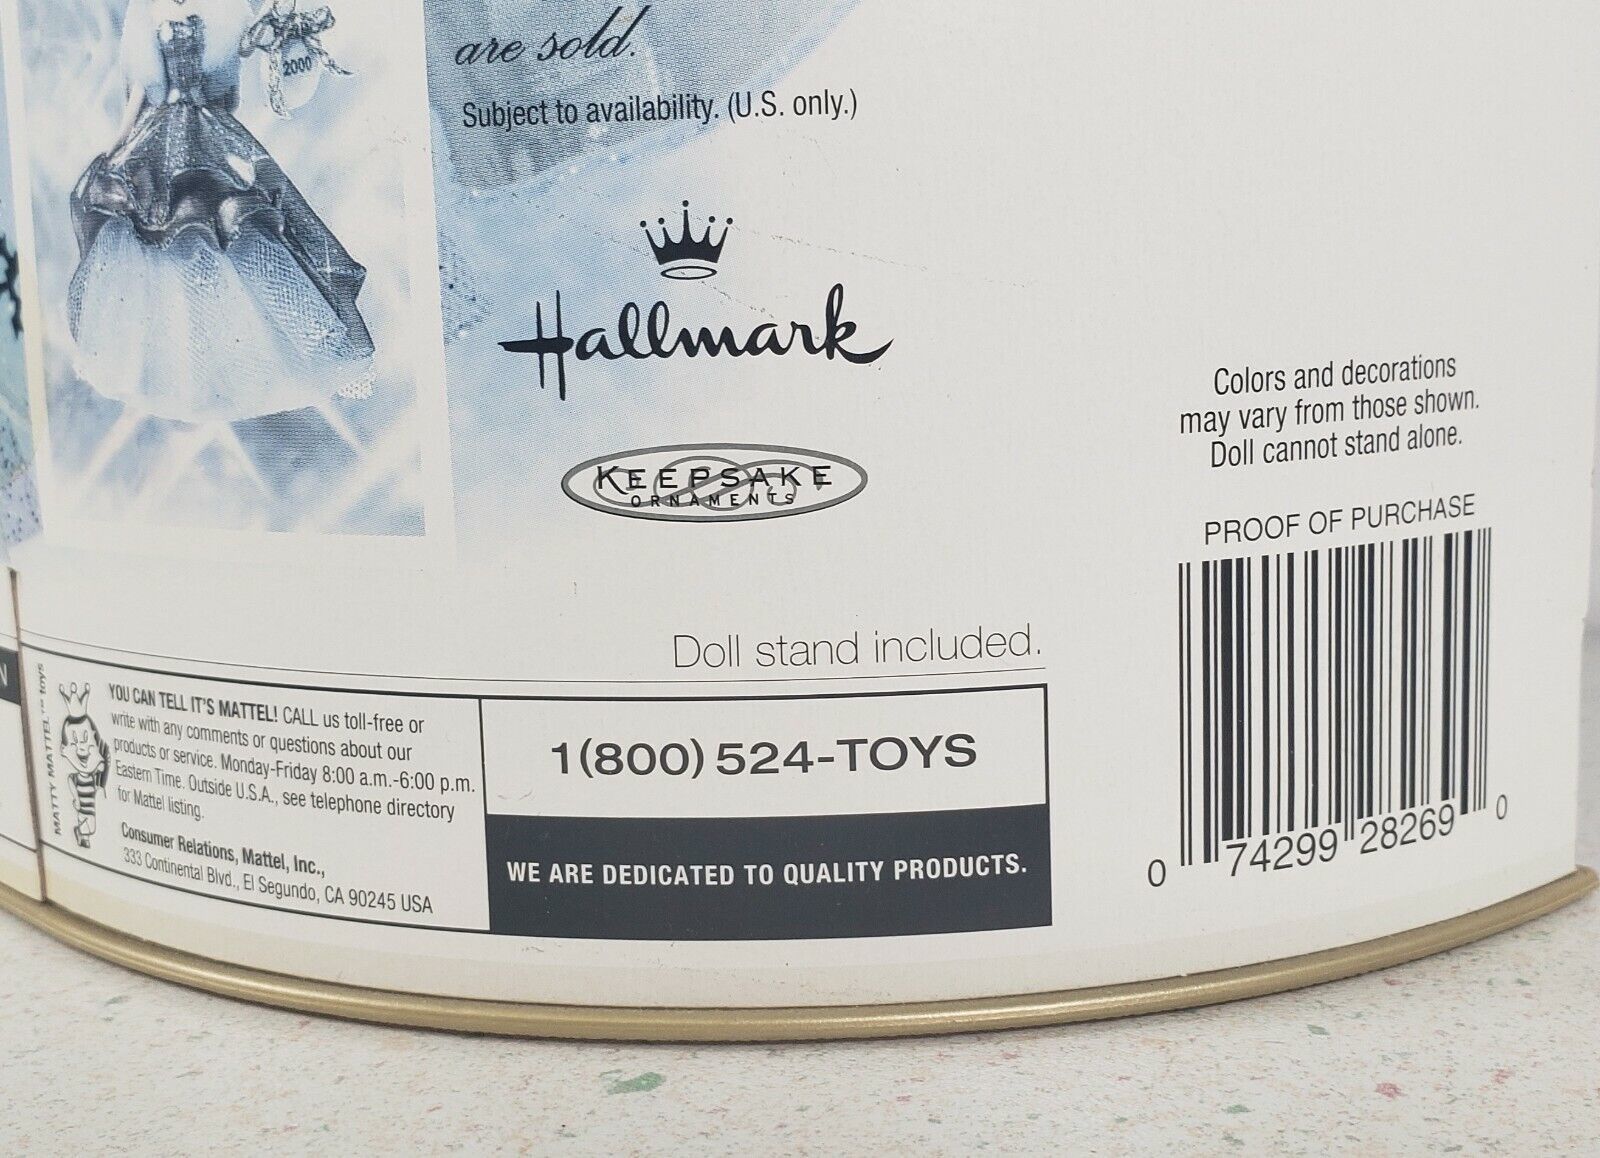 2000
are sold.
Subject to availability. (U.S. only.)
Hallmark
KEEPSAKE
ORNAMENTS
Colors and decorations
may vary from those shown.
Doll cannot stand alone.
PROOF OF PURCHASE
0 74299 28269 0
Doll stand included.
N
MATTY MATTEL™ toys
YOU CAN TELL IT'S MATTEL! CALL us toll-free or
write with any comments or questions about our
products or service. Monday-Friday 8:00 a.m.-6:00 p.m.
Eastern Time. Outside U.S.A., see telephone directory
for Mattel listing.
Consumer Relations, Mattel, Inc.,
333 Continental Blvd., El Segundo, CA 90245 USA
1 (800) 524-TOYS
WE ARE DEDICATED TO QUALITY PRODUCTS.